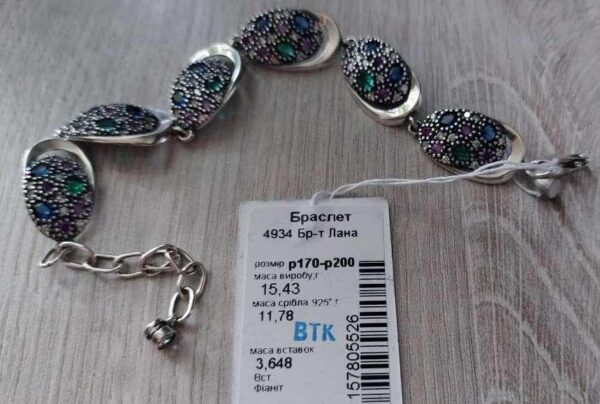 Браслет
4934 Бр-т Лана
розмір р170-р200
маса виробу,г
15,43
маса срібла 925°,г
11,78
ВТК
маса вставок
3,648
Вст
Фіаніт
157805526